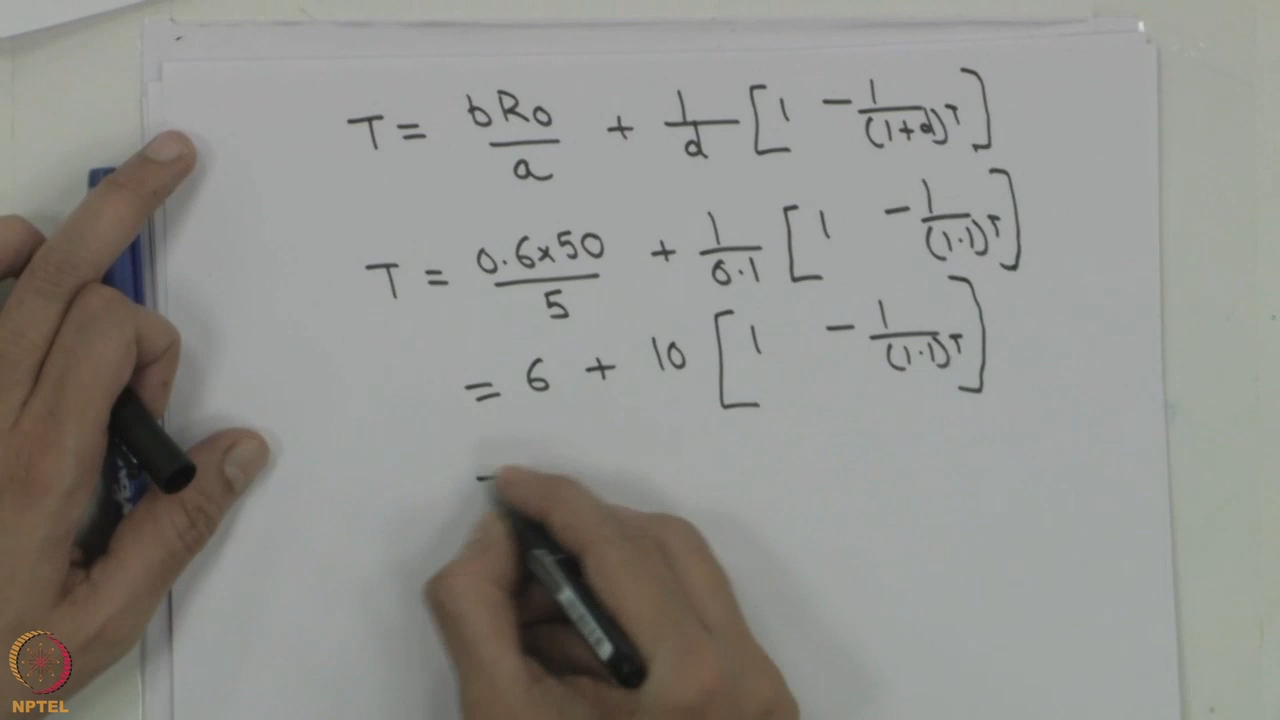 T = bR0/a + 1/d [1 - 1/(1+d)^T]
T = 0.6×50/5 + 1/0.1 [1 - 1/(1.1)^T]
= 6 + 10 [1 - 1/(1.1)^T]
NPTEL